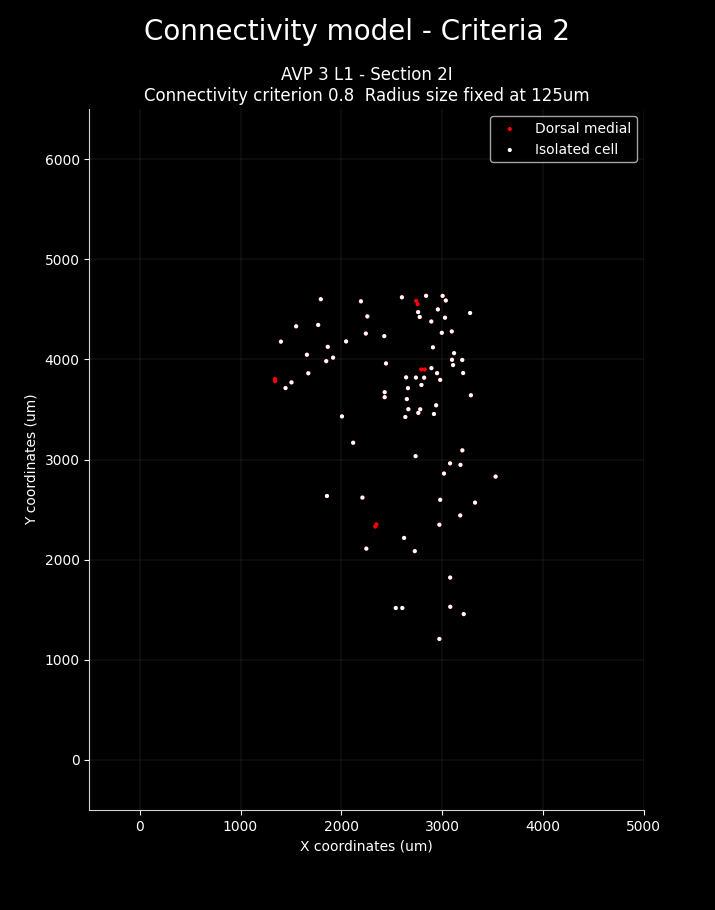 Connectivity model - Criteria 2
AVP 3 L1 - Section 2I
Connectivity criterion 0.8  Radius size fixed at 125um
Dorsal medial
Isolated cell
6000
5000
4000
3000
2000
1000
0
Y coordinates (um)
0
1000
2000
3000
4000
5000
X coordinates (um)